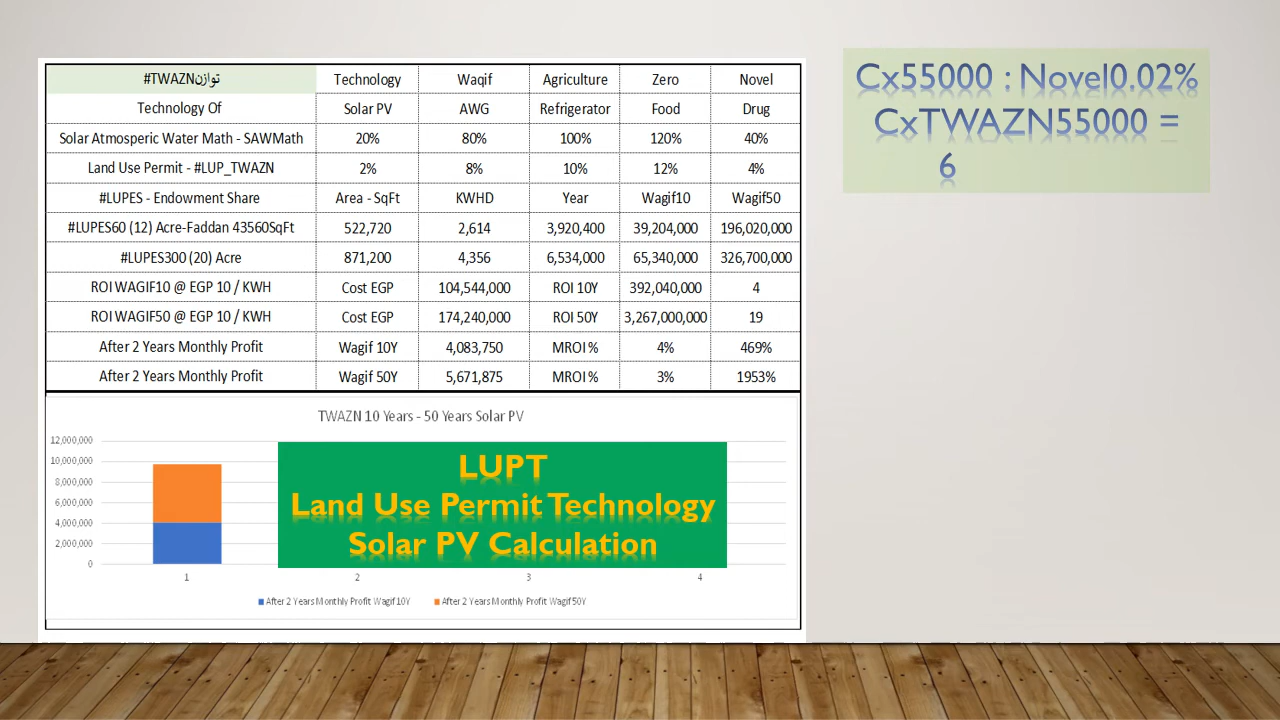 #TWAZNتوازن Technology Waqif Agriculture Zero Novel
Technology Of Solar PV AWG Refrigerator Food Drug
Solar Atmosperic Water Math - SAWMath 20% 80% 100% 120% 40%
Land Use Permit - #LUP_TWAZN 2% 8% 10% 12% 4%
#LUPES - Endowment Share Area - SqFt KWHD Year Wagif10 Wagif50
#LUPES60 (12) Acre-Faddan 43560SqFt 522,720 2,614 3,920,400 39,204,000 196,020,000
#LUPES300 (20) Acre 871,200 4,356 6,534,000 65,340,000 326,700,000
ROI WAGIF10 @ EGP 10 / KWH Cost EGP 104,544,000 ROI 10Y 392,040,000 4
ROI WAGIF50 @ EGP 10 / KWH Cost EGP 174,240,000 ROI 50Y 3,267,000,000 19
After 2 Years Monthly Profit Wagif 10Y 4,083,750 MROI % 4% 469%
After 2 Years Monthly Profit Wagif 50Y 5,671,875 MROI % 3% 1953%
TWAZN 10 Years - 50 Years Solar PV
12,000,000
10,000,000
8,000,000
6,000,000
4,000,000
2,000,000
0
1 2 3 4
After 2 Years Monthly Profit Wagif 10Y After 2 Years Monthly Profit Wagif 50Y
LUPT
Land Use Permit Technology
Solar PV Calculation
Cx55000 : Novel0.02%
CxTWAZN55000 =
6